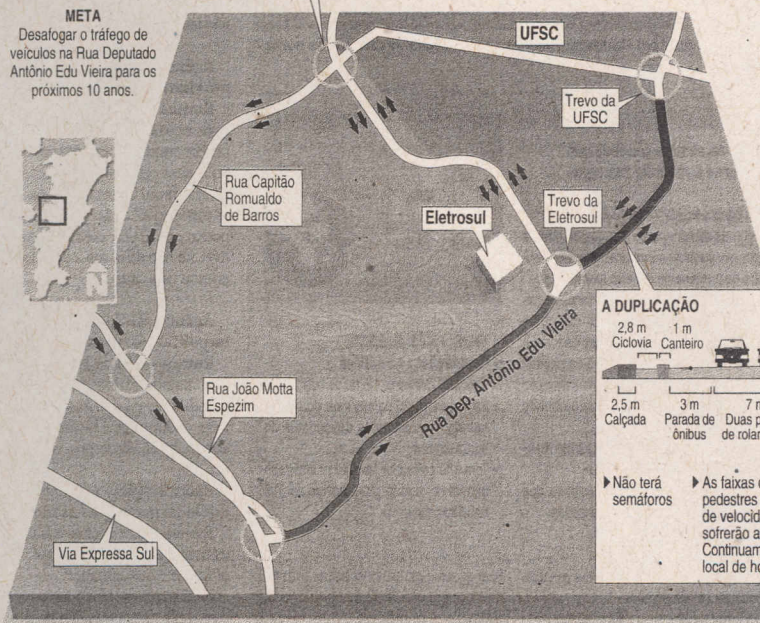 META
Desafogar o tráfego de
veículos na Rua Deputado
Antônio Edu Vieira para os
próximos 10 anos.
N
UFSC
Trevo da
UFSC
Rua Capitão
Romualdo
de Barros
Eletrosul
Trevo da
Eletrosul
Rua Dep. Antônio Edu Vieira
Rua João Motta
Espezim
Via Expressa Sul
A DUPLICAÇÃO
2,8 m
Ciclovia
1 m
Canteiro
2,5 m
Calçada
3 m
Parada de
ônibus
7 m
Duas
de
Não terá
semáforos
As faixas
pedestres
de
sofrerão
Continuam
local de